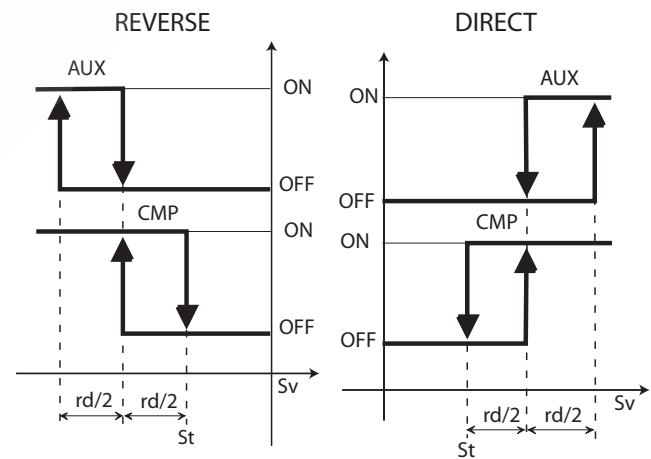 REVERSE
AUX
ON
OFF
CMP
ON
OFF
Sv
rd/2 rd/2
St
DIRECT
AUX
ON
OFF
CMP
ON
OFF
Sv
rd/2 rd/2
St